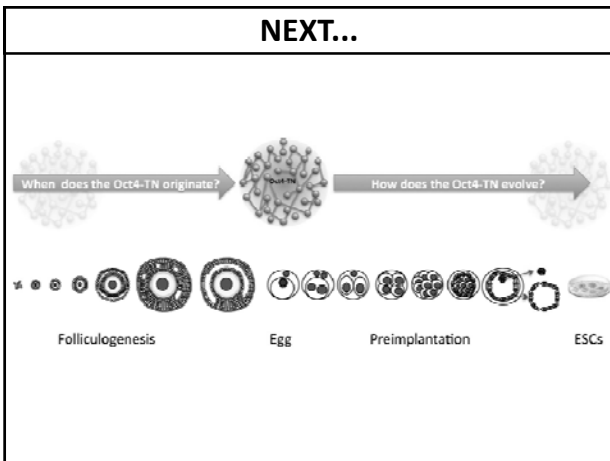 NEXT...
When does the Oct4-TN originate?
Oct4-TN
How does the Oct4-TN evolve?
Folliculogenesis
Egg
Preimplantation
ESCs